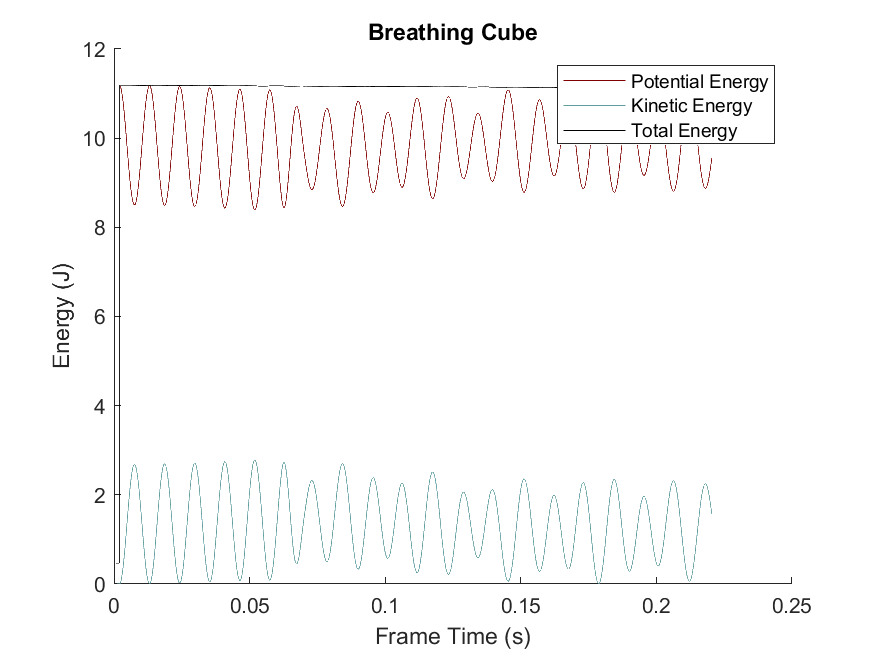 Breathing Cube
Potential Energy
Kinetic Energy
Total Energy
12
10
8
6
4
2
0
Energy (J)
0
0.05
0.1
0.15
0.2
0.25
Frame Time (s)